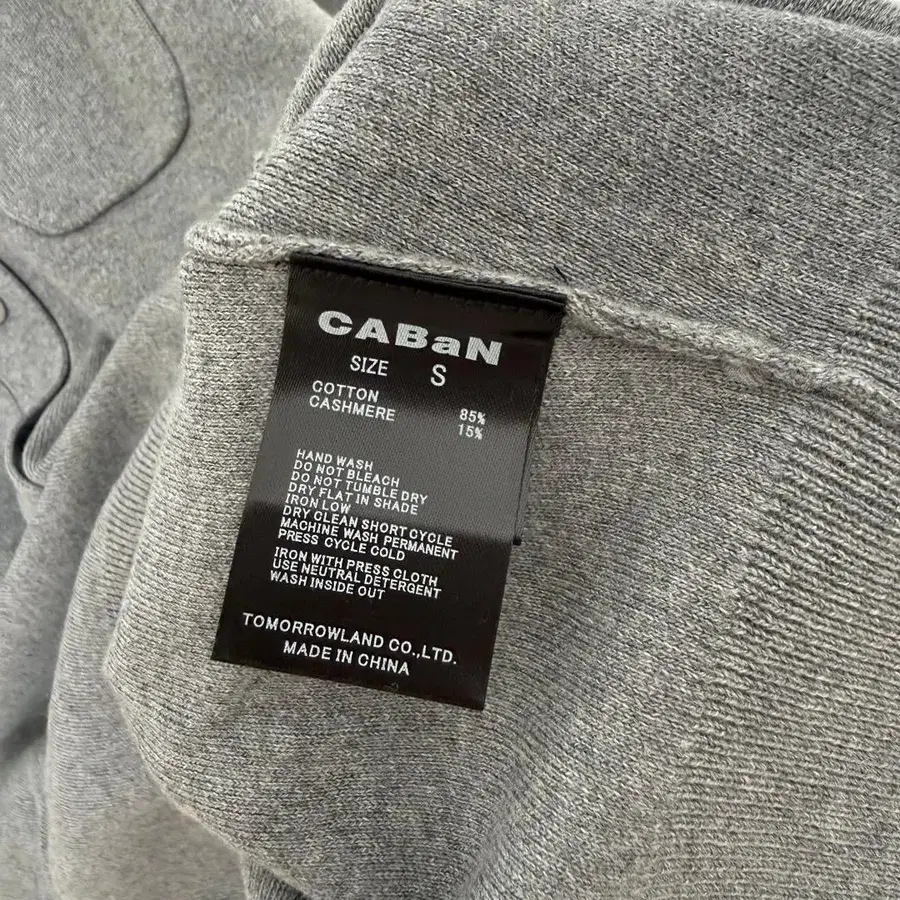 CABaN
SIZE S
COTTON 85%
CASHMERE 15%
HAND WASH
DO NOT BLEACH
DO NOT TUMBLE DRY
DRY FLAT IN SHADE
IRON LOW
DRY CLEAN SHORT CYCLE
MACHINE WASH PERMANENT
PRESS CYCLE COLD
IRON WITH PRESS CLOTH
USE NEUTRAL DETERGENT
WASH INSIDE OUT
TOMORROWLAND CO.,LTD.
MADE IN CHINA